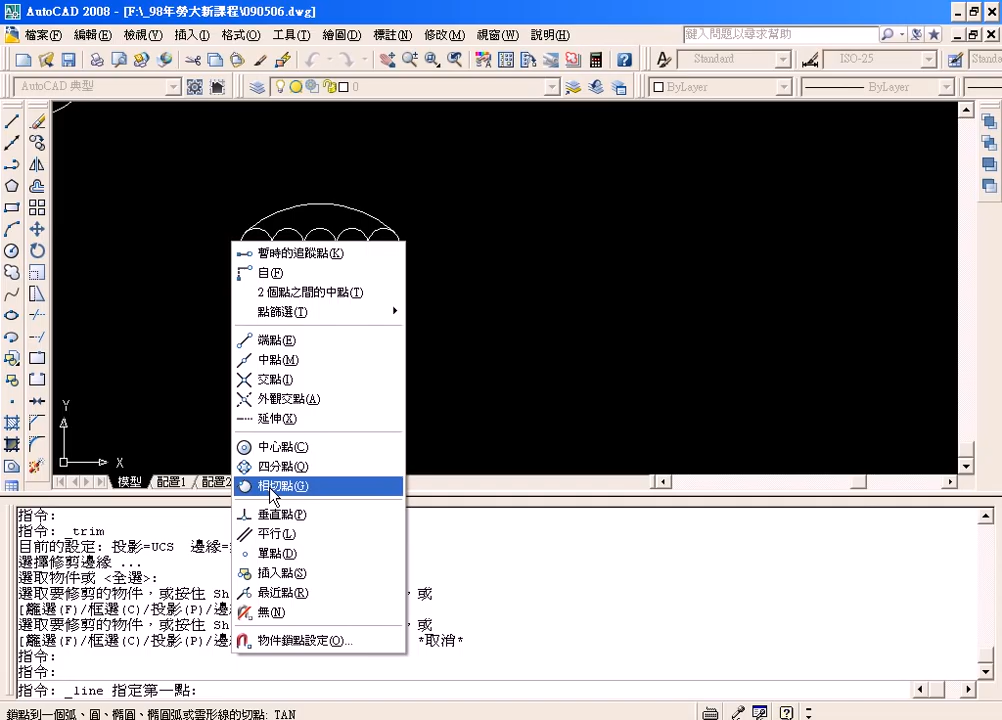 AutoCAD 2008 - [F:\_98年勞大新課程\090506.dwg]
檔案(F) 編輯(E) 檢視(V) 插入(I) 格式(O) 工具(T) 繪圖(D) 標註(N) 修改(M) 視窗(W) 說明(H) 鍵入問題以尋求幫助
Standard ISO-25 Standa
AutoCAD 典型 0 ByLayer ByLayer
暫時的追蹤點(K)
自(F)
2 個點之間的中點(T)
點篩選(T)
端點(E)
中點(M)
交點(I)
外觀交點(A)
延伸(X)
中心點(C)
四分點(Q)
相切點(G)
垂直點(P)
平行(L)
單點(D)
插入點(S)
最近點(R)
無(N)
物件鎖點設定(O)...
Y
X
模型 配置1 配置2
指令:
指令: _trim
目前的設定: 投影=UCS 邊緣=
選擇修剪邊緣 ...
選取物件或 <全選>:
選取要修剪的物件，或按住 Sh ，或
[籬選(F)/框選(C)/投影(P)/邊
選取要修剪的物件，或按住 Sh ，或
[籬選(F)/框選(C)/投影(P)/邊 *取消*
指令:
指令:
指令: _line 指定第一點:
鎖點到一個弧、圓、橢圓、橢圓弧或雲形線的切點: TAN